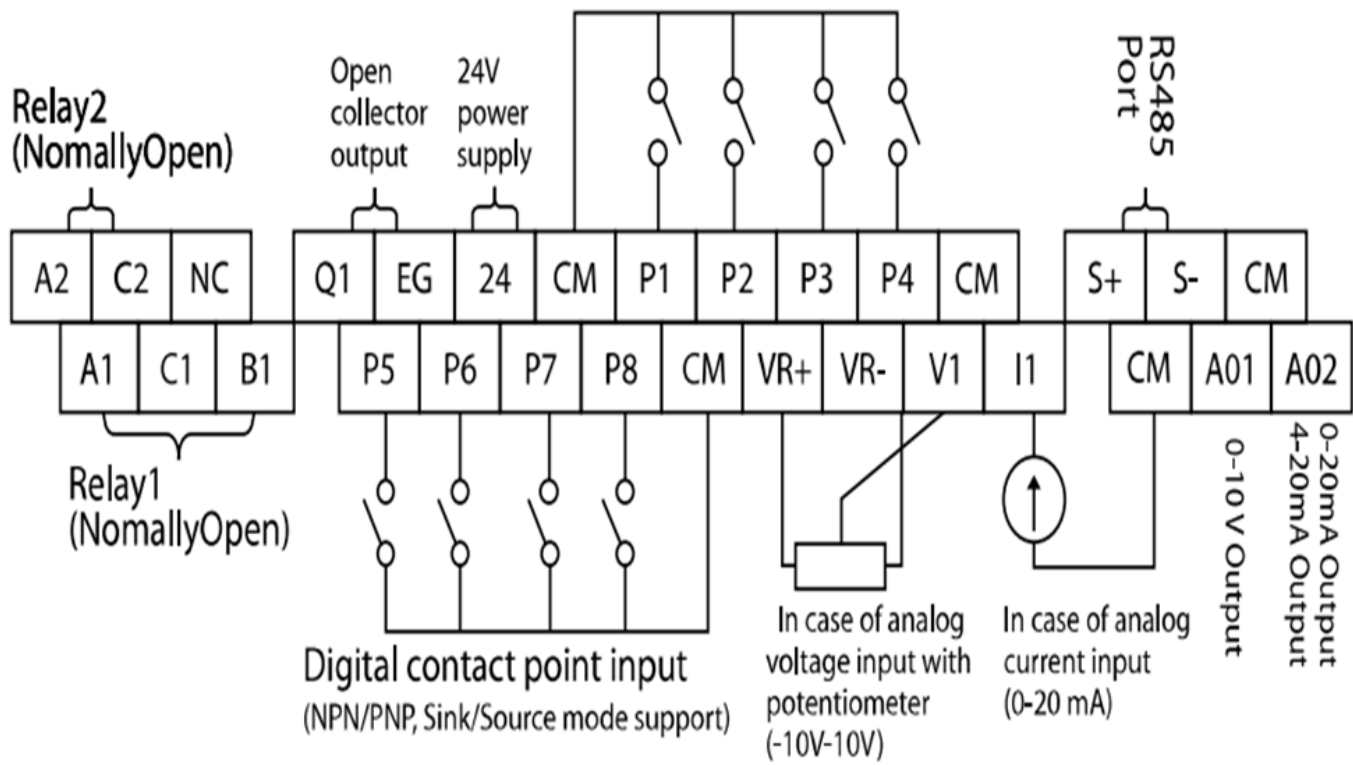 Relay2
(NomallyOpen)
Open
collector
output
24V
power
supply
RS485
Port
A2 C2 NC Q1 EG 24 CM P1 P2 P3 P4 CM S+ S- CM
A1 C1 B1 P5 P6 P7 P8 CM VR+ VR- V1 I1 CM A01 A02
Relay1
(NomallyOpen)
Digital contact point input
(NPN/PNP, Sink/Source mode support)
In case of analog
voltage input with
potentiometer
(-10V-10V)
In case of analog
current input
(0-20 mA)
0-10V Output
0-20mA Output
4-20mA Output